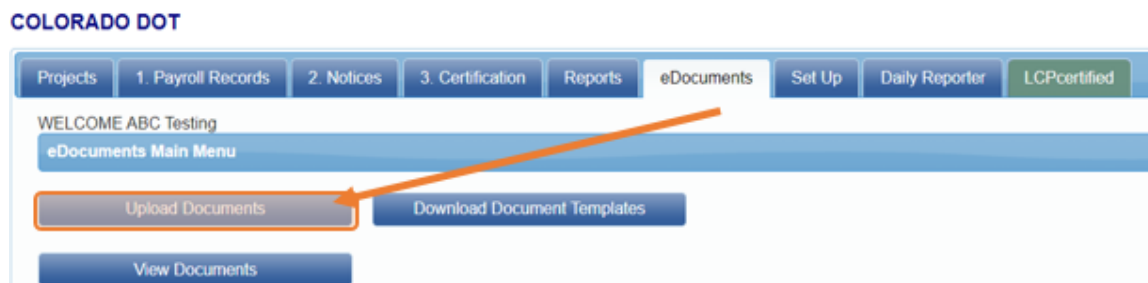 COLORADO DOT
Projects 1. Payroll Records 2. Notices 3. Certification Reports eDocuments Set Up Daily Reporter LCPcertified
WELCOME ABC Testing
eDocuments Main Menu
Upload Documents Download Document Templates
View Documents